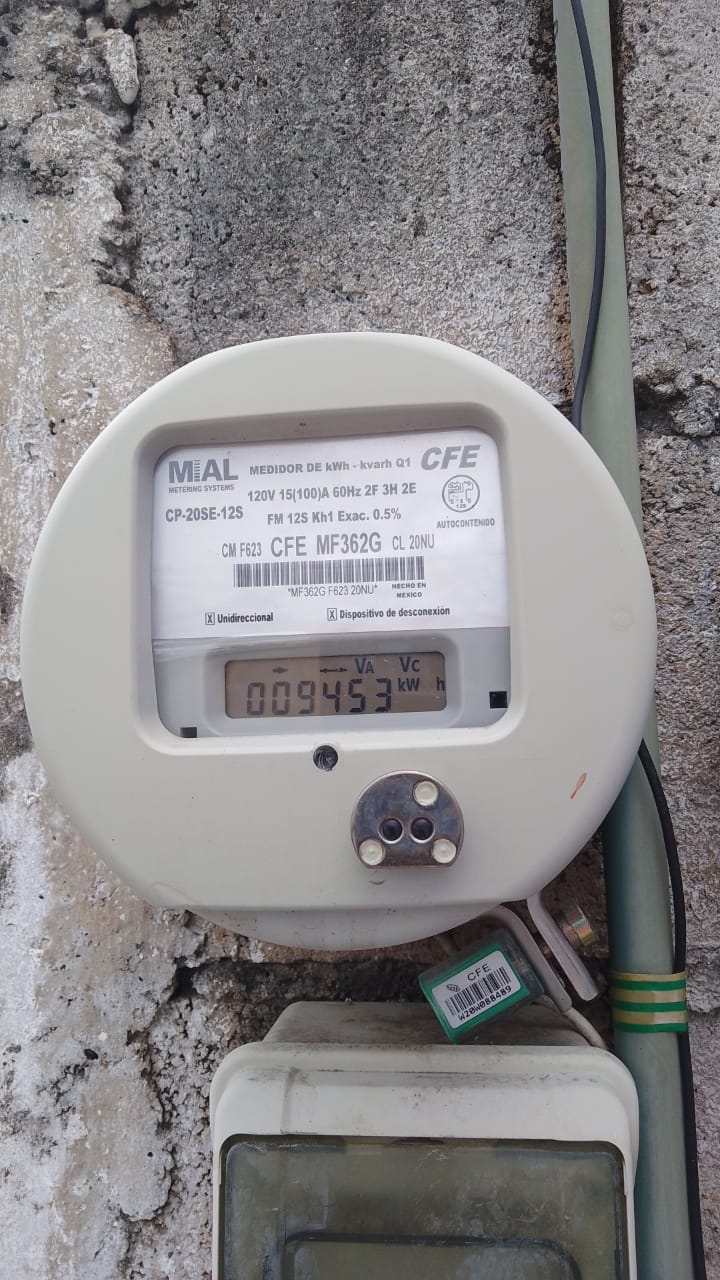 MIAL
METERING SYSTEMS
MEDIDOR DE kWh - kvarh Q1
CFE
120V 15(100)A 60Hz 2F 3H 2E
CP-20SE-12S
FM 12S Kh1 Exac. 0.5%
AUTOCONTENIDO
CM F623 CFE MF362G CL 20NU
*MF362G F623 20NU*
HECHO EN
MEXICO
X Unidireccional
X Dispositivo de desconexión
VA VC
009453 kW h
CFE
W20W088489